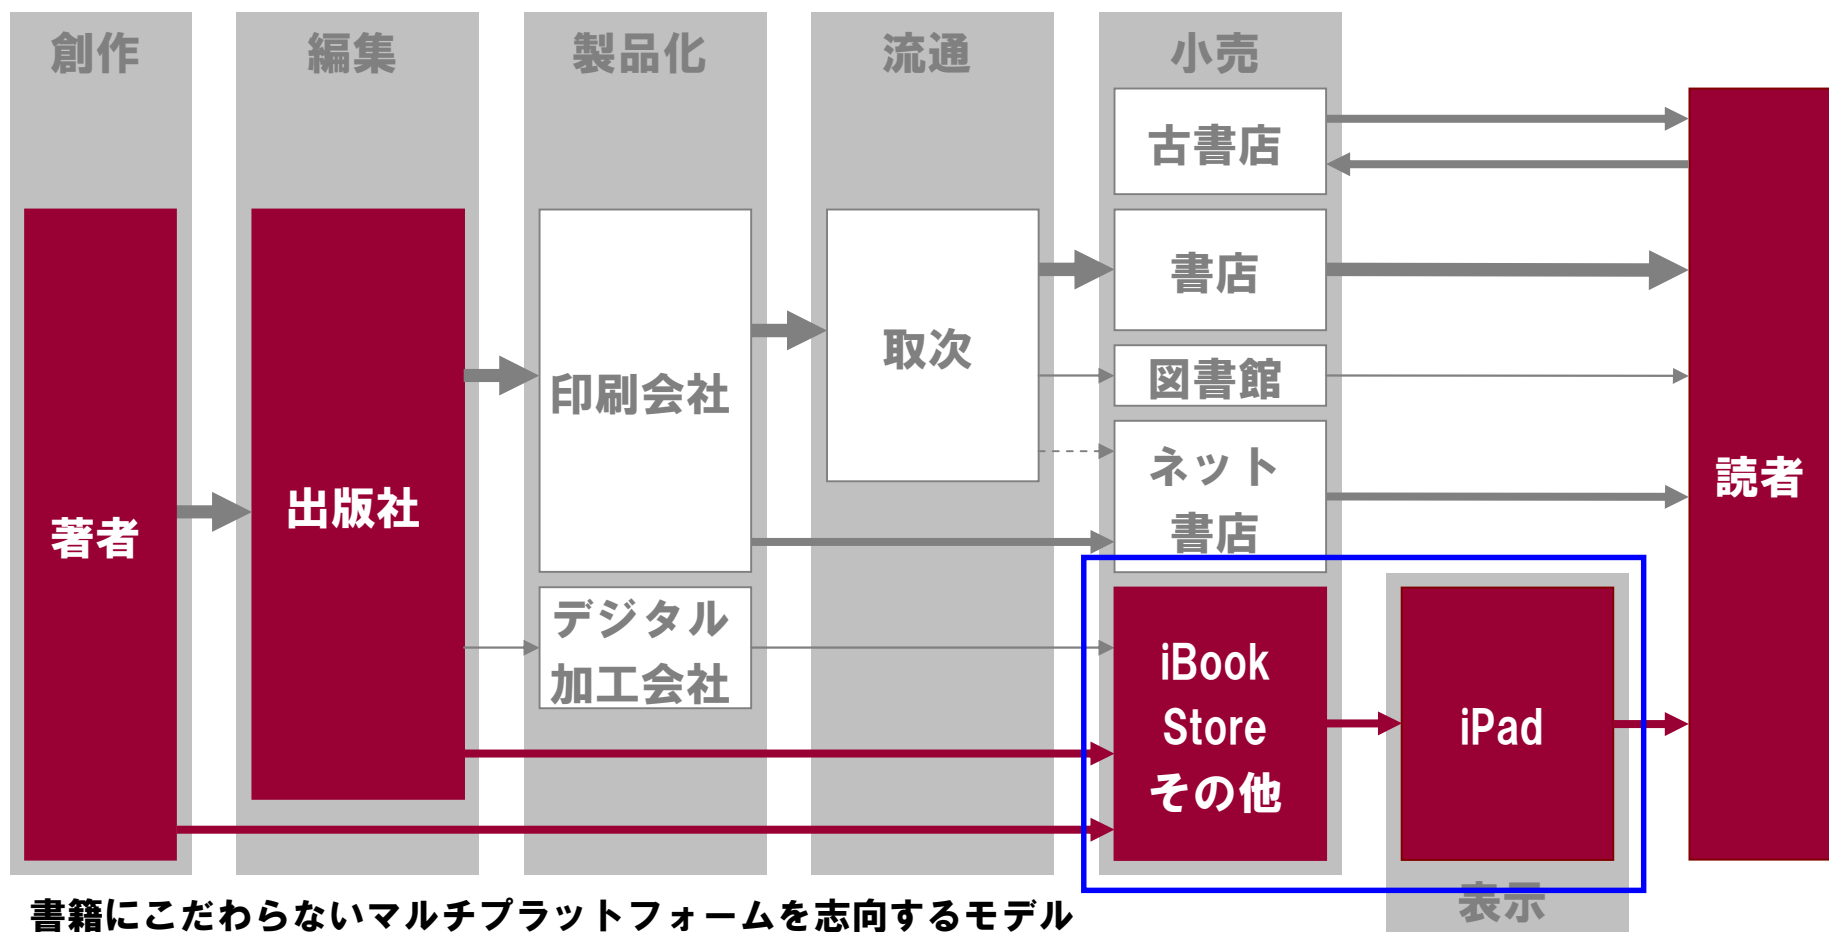 創作
編集
製品化
流通
小売
古書店
書店
取次
図書館
印刷会社
ネット
書店
読者
出版社
著者
デジタル
加工会社
iBook
Store
その他
iPad
表示
書籍にこだわらないマルチプラットフォームを志向するモデル